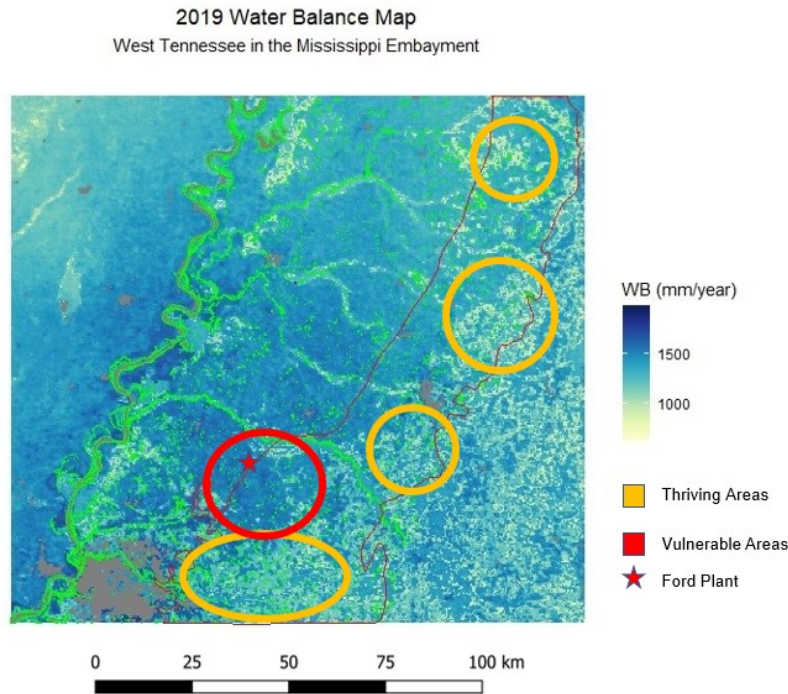 2019 Water Balance Map
West Tennessee in the Mississippi Embayment
WB (mm/year)
1500
1000
Thriving Areas
Vulnerable Areas
Ford Plant
0 25 50 75 100 km